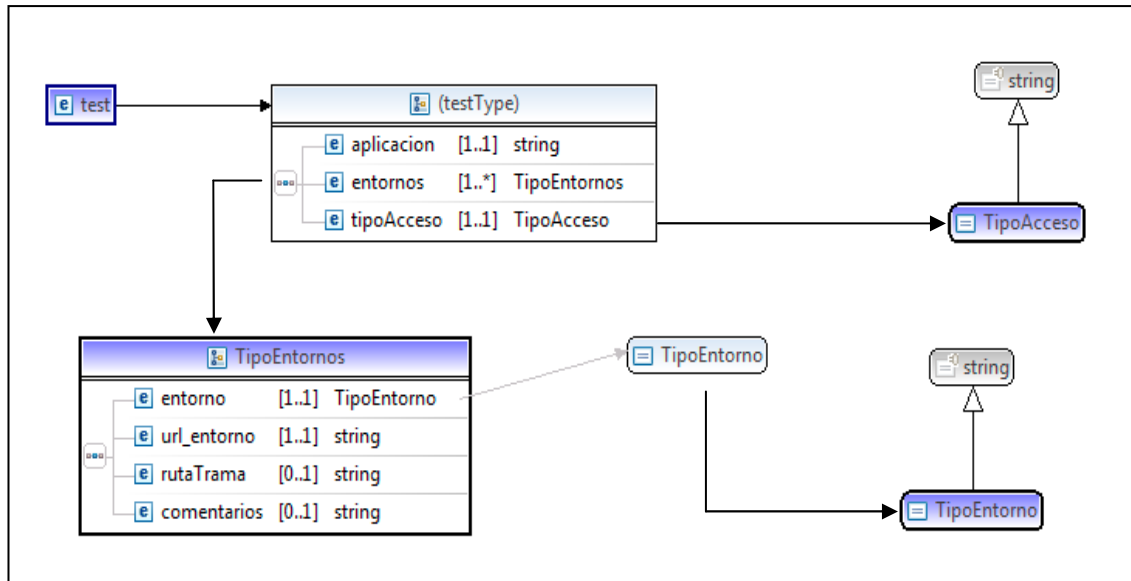 test
(testType)
aplicacion [1..1] string
entornos [1..*] TipoEntornos
tipoAcceso [1..1] TipoAcceso
string
TipoAcceso
TipoEntornos
entorno [1..1] TipoEntorno
url_entorno [1..1] string
rutaTrama [0..1] string
comentarios [0..1] string
TipoEntorno
string
TipoEntorno